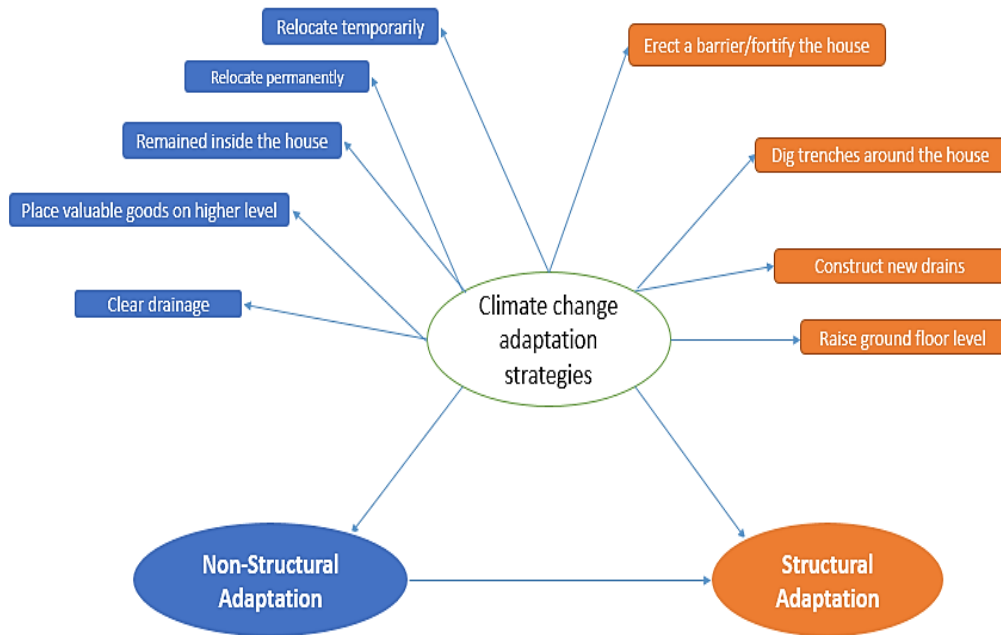 Relocate temporarily
Erect a barrier/fortify the house
Relocate permanently
Remained inside the house
Dig trenches around the house
Place valuable goods on higher level
Construct new drains
Clear drainage
Raise ground floor level
Climate change
adaptation
strategies
Non-Structural
Adaptation
Structural
Adaptation